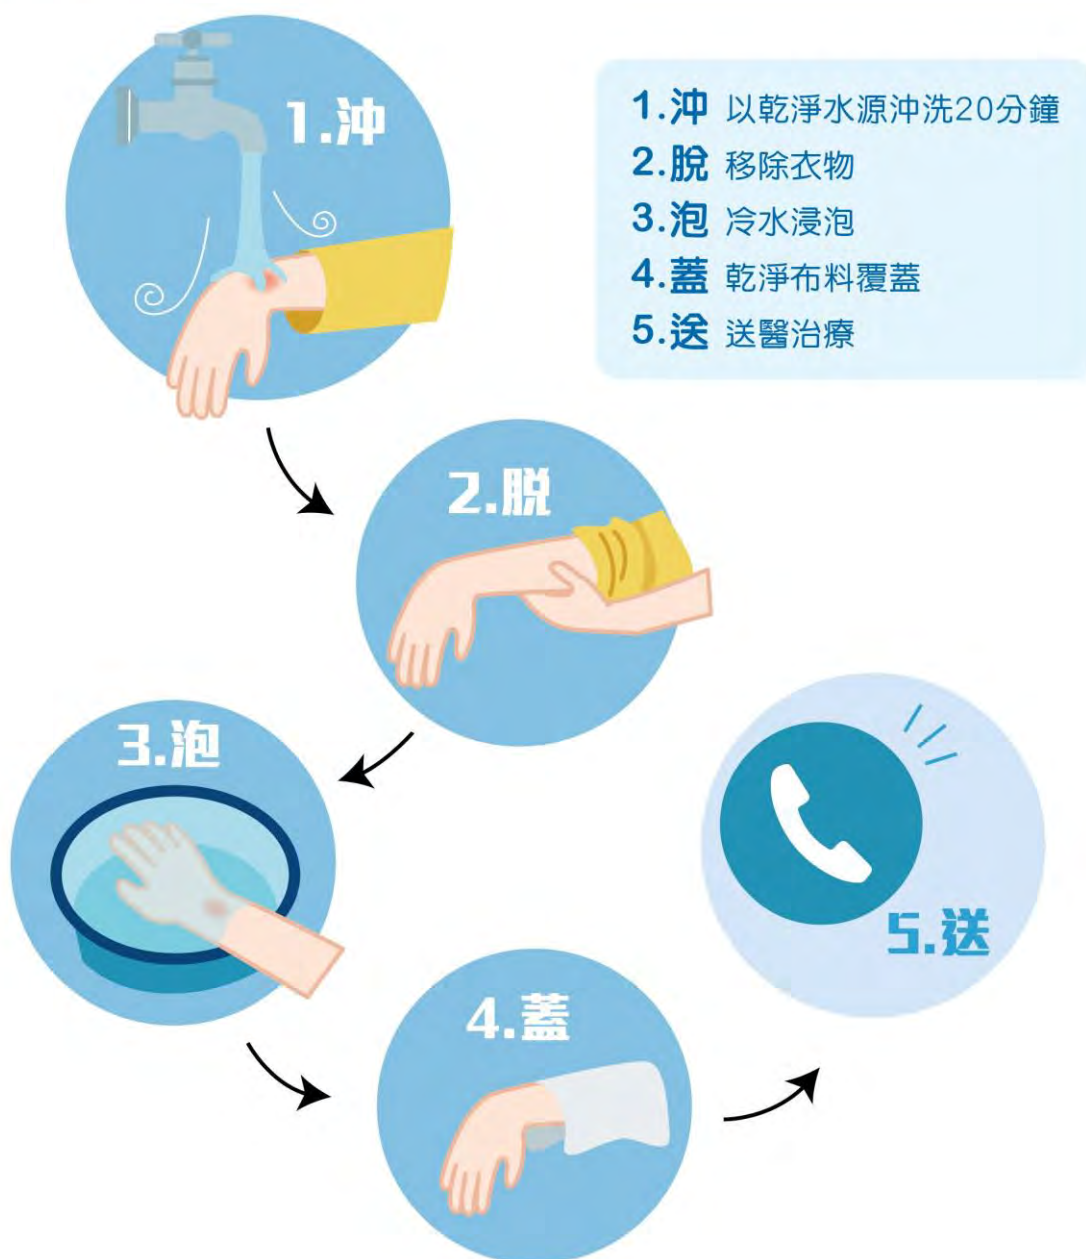 1.沖
1.沖 以乾淨水源沖洗20分鐘
2.脫 移除衣物
3.泡 冷水浸泡
4.蓋 乾淨布料覆蓋
5.送 送醫治療
2.脫
3.泡
5.送
4.蓋